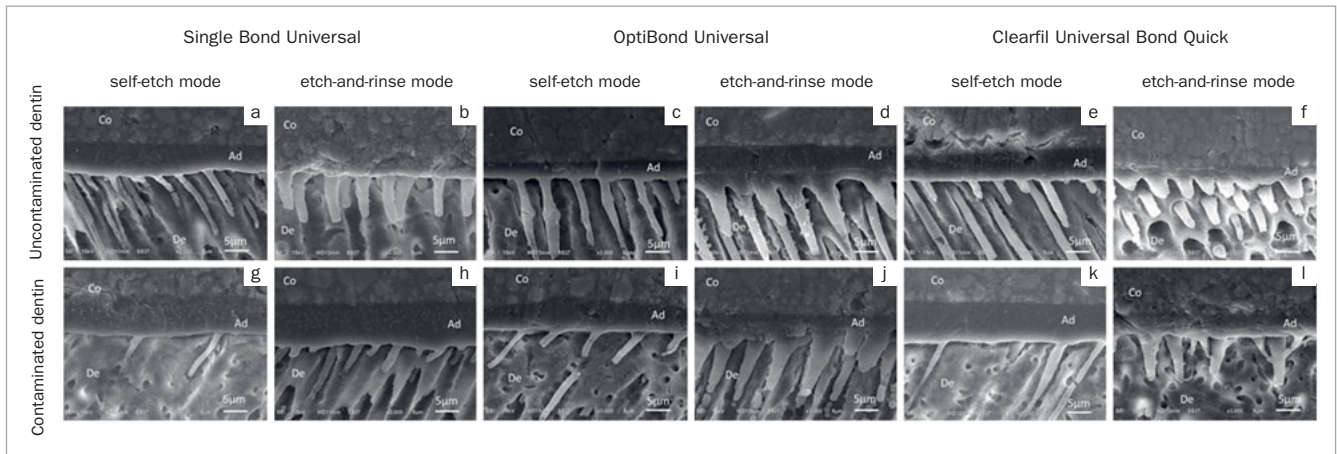 Single Bond Universal OptiBond Universal Clearfil Universal Bond Quick
self-etch mode etch-and-rinse mode self-etch mode etch-and-rinse mode self-etch mode etch-and-rinse mode
Uncontaminated dentin
a b c d e f
Co Co Co Co Co Co
Ad Ad Ad Ad Ad
De De De De De De
5µm 5µm 5µm 5µm 5µm 5µm
Contaminated dentin
g h i j k l
Co Co Co Co Co Co
Ad Ad Ad Ad Ad Ad
De De De De De De
5µm 5µm 5µm 5µm 5µm 5µm